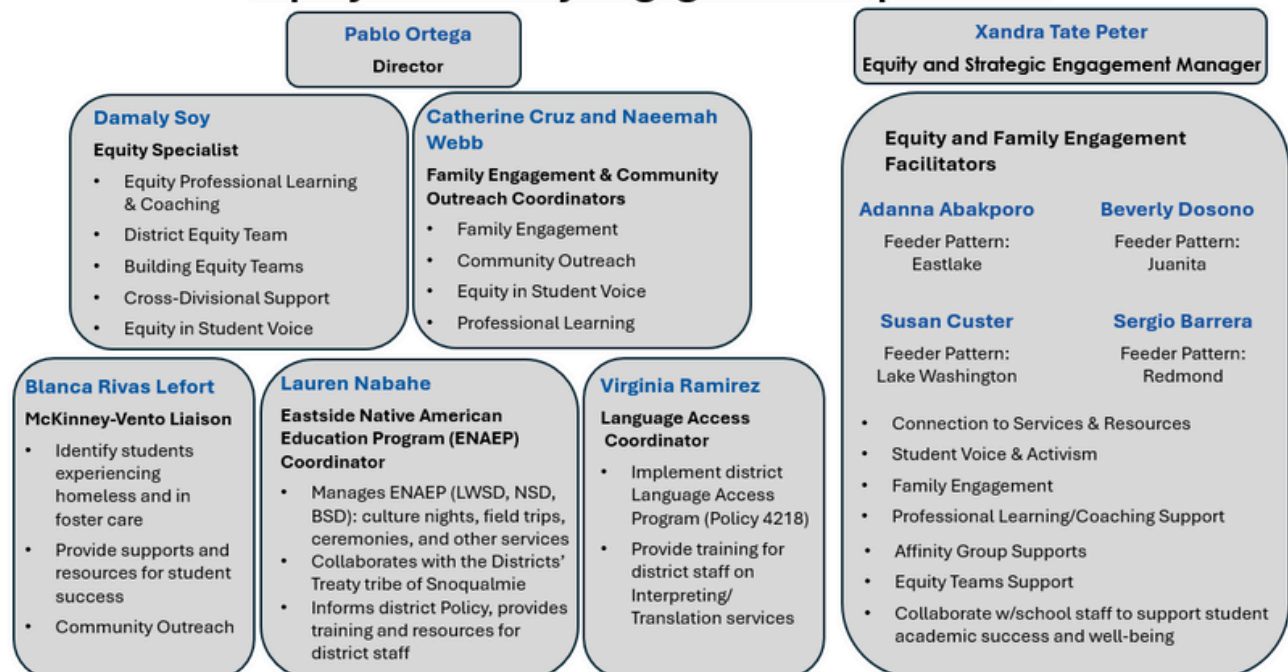 Pablo Ortega
Director
Xandra Tate Peter
Equity and Strategic Engagement Manager
Damaly Soy
Equity Specialist
• Equity Professional Learning
& Coaching
• District Equity Team
• Building Equity Teams
• Cross-Divisional Support
• Equity in Student Voice
Catherine Cruz and Naeemah
Webb
Family Engagement & Community
Outreach Coordinators
• Family Engagement
• Community Outreach
• Equity in Student Voice
• Professional Learning
Blanca Rivas Lefort
McKinney-Vento Liaison
• Identify students
experiencing
homeless and in
foster care
• Provide supports and
resources for student
success
• Community Outreach
Lauren Nabahe
Eastside Native American
Education Program (ENAEP)
Coordinator
• Manages ENAEP (LWSD, NSD,
BSD): culture nights, field trips,
ceremonies, and other services
• Collaborates with the Districts’
Treaty tribe of Snoqualmie
• Informs district Policy, provides
training and resources for
district staff
Virginia Ramirez
Language Access
Coordinator
• Implement district
Language Access
Program (Policy 4218)
• Provide training for
district staff on
Interpreting/
Translation services
Equity and Family Engagement
Facilitators
Adanna Abakporo
Feeder Pattern:
Eastlake
Beverly Dosono
Feeder Pattern:
Juanita
Susan Custer
Feeder Pattern:
Lake Washington
Sergio Barrera
Feeder Pattern:
Redmond
• Connection to Services & Resources
• Student Voice & Activism
• Family Engagement
• Professional Learning/Coaching Support
• Affinity Group Supports
• Equity Teams Support
• Collaborate w/school staff to support student
academic success and well-being